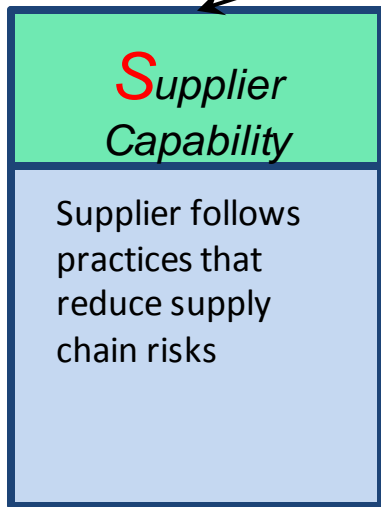 Supplier
Capability
Supplier follows
practices that
reduce supply
chain risks